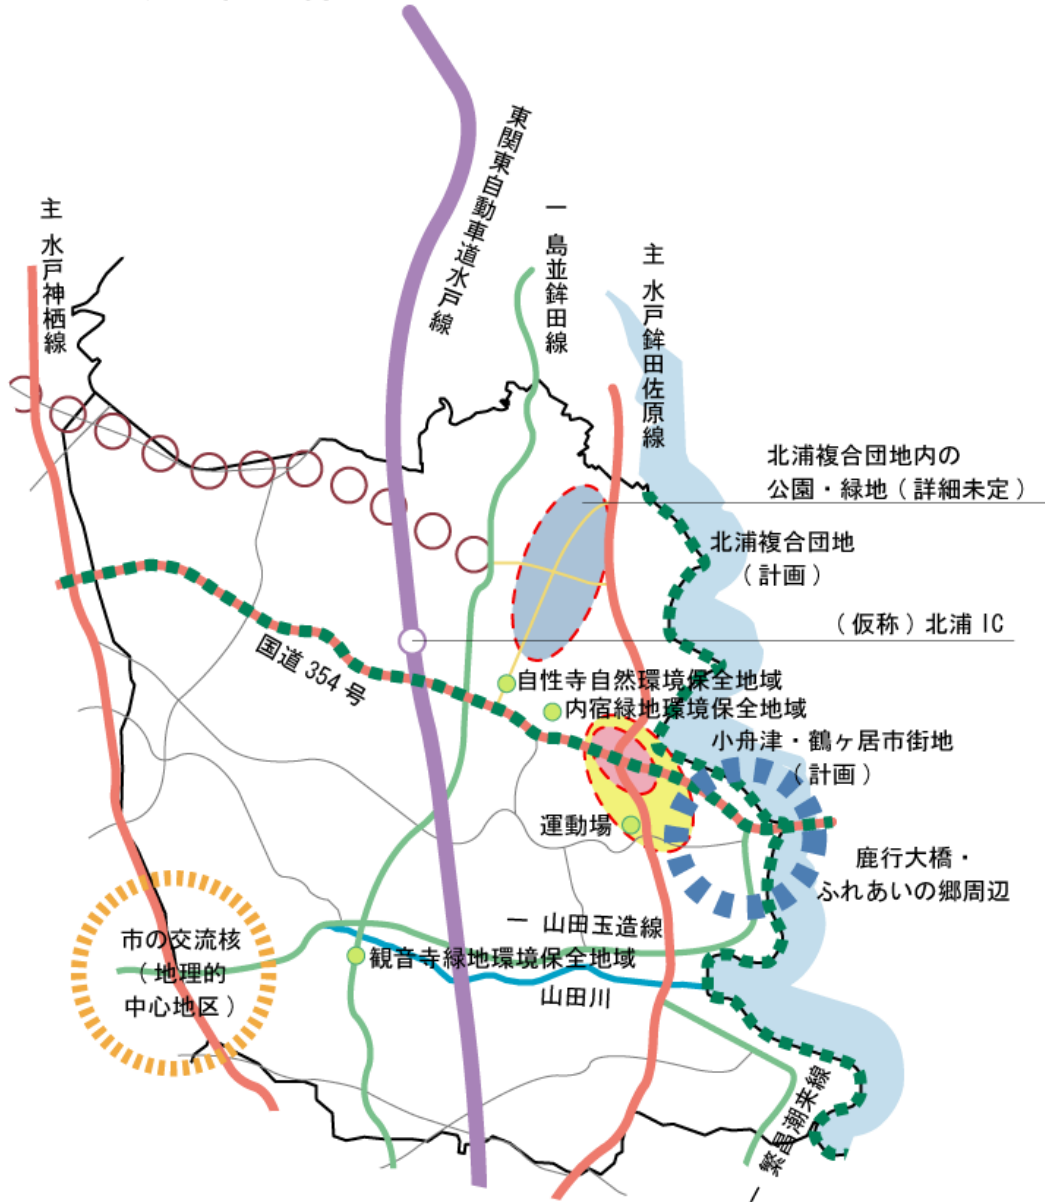 東関東自動車道水戸線
主 水戸神栖線
一 島並鉾田線
主 水戸鉾田佐原線
北浦複合団地内の
公園・緑地(詳細未定)
北浦複合団地
(計画)
(仮称)北浦IC
国道354号
自性寺自然環境保全地域
内宿緑地環境保全地域
小舟津・鶴ヶ居市街地
(計画)
運動場
鹿行大橋・
ふれあいの郷周辺
一 山田玉造線
市の交流核
(地理的
中心地区)
観音寺緑地環境保全地域
山田川
一 繁昌潮来線